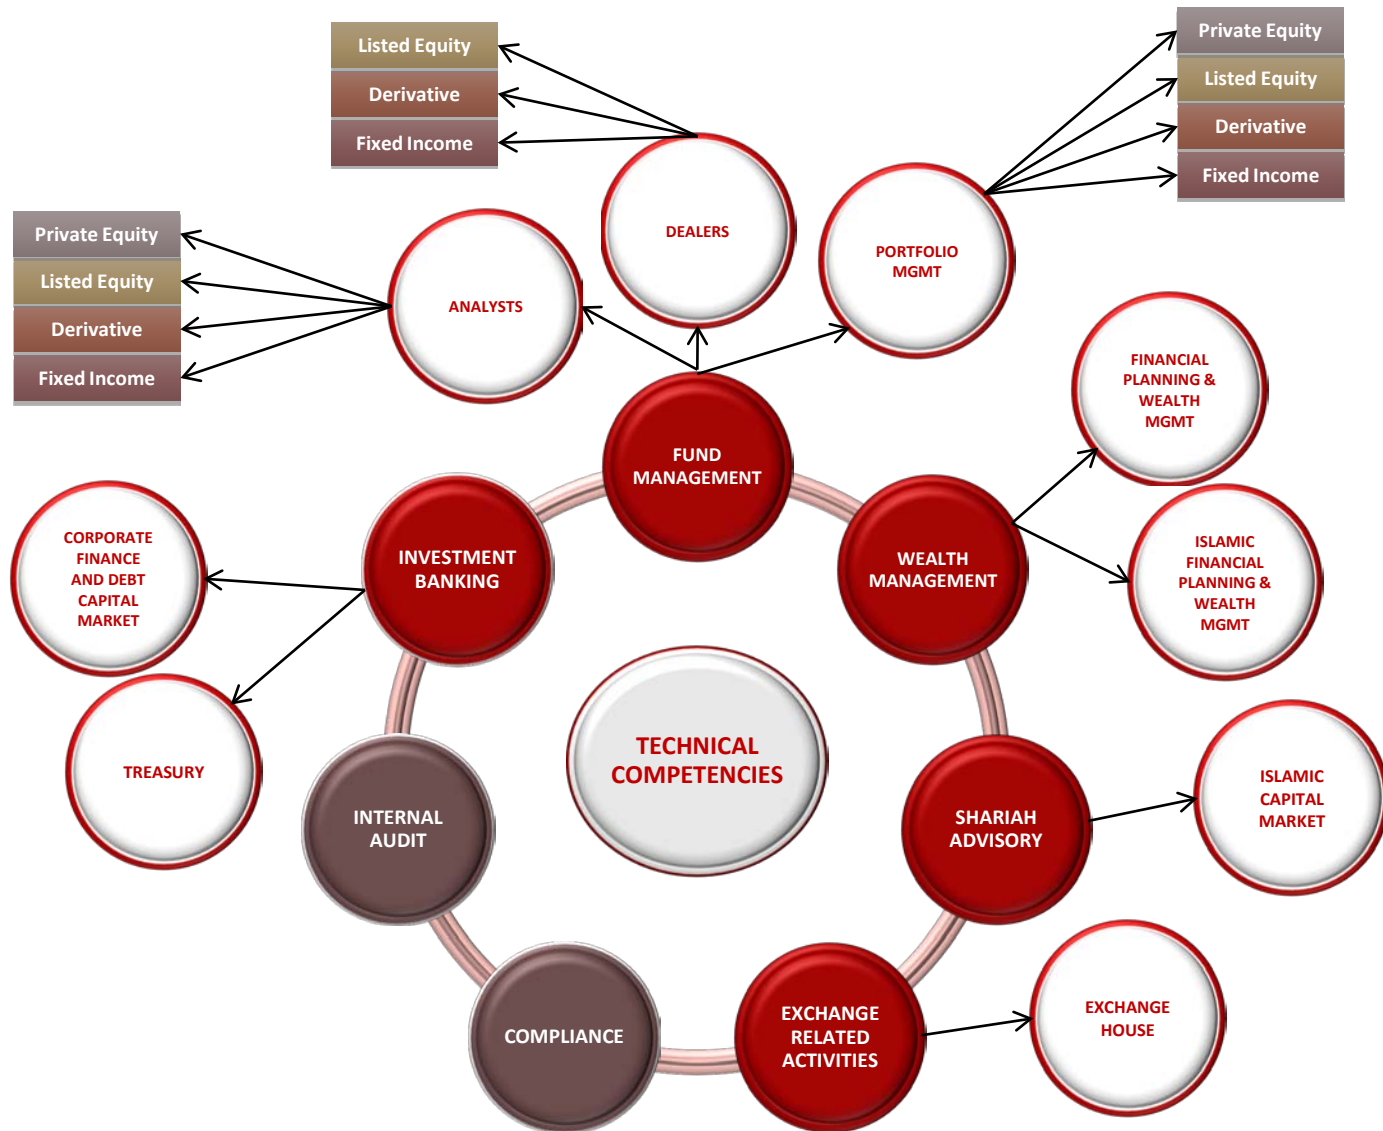 Listed Equity
Derivative
Fixed Income
Private Equity
Listed Equity
Derivative
Fixed Income
Private Equity
Listed Equity
Derivative
Fixed Income
ANALYSTS
DEALERS
PORTFOLIO
MGMT
FINANCIAL
PLANNING &
WEALTH
MGMT
FUND
MANAGEMENT
CORPORATE
FINANCE
AND DEBT
CAPITAL
MARKET
INVESTMENT
BANKING
WEALTH
MANAGEMENT
ISLAMIC
FINANCIAL
PLANNING &
WEALTH
MGMT
TREASURY
TECHNICAL
COMPETENCIES
INTERNAL
AUDIT
SHARIAH
ADVISORY
ISLAMIC
CAPITAL
MARKET
COMPLIANCE
EXCHANGE
RELATED
ACTIVITIES
EXCHANGE
HOUSE